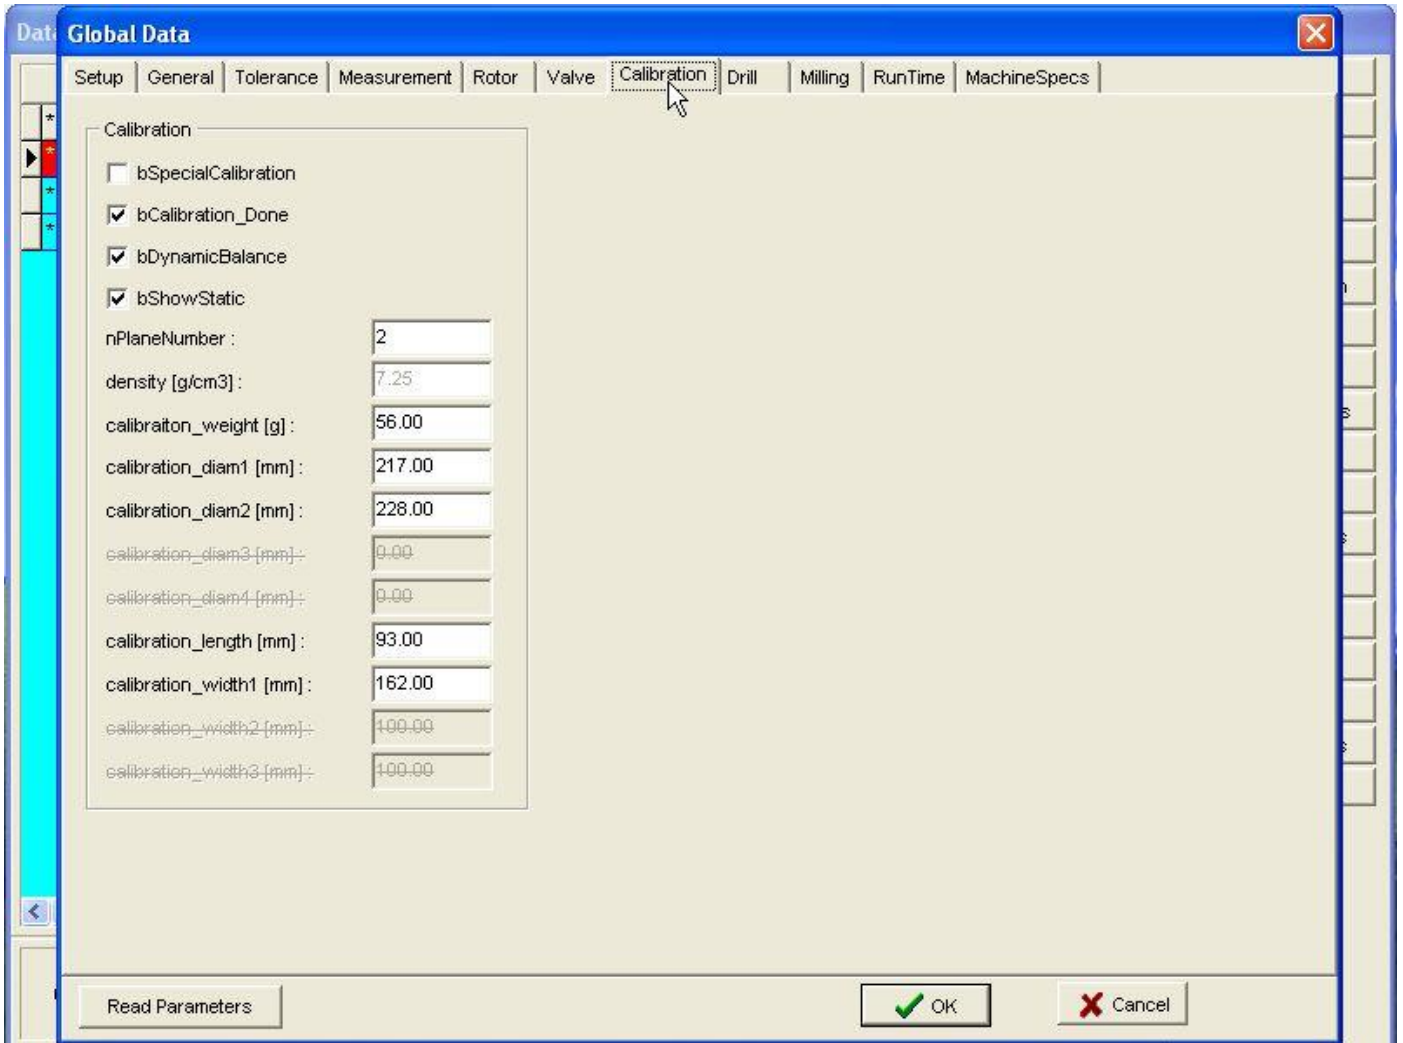 Data
Global Data
Setup General Tolerance Measurement Rotor Valve Calibration Drill Milling RunTime MachineSpecs
Calibration
bSpecialCalibration
bCalibration_Done
bDynamicBalance
bShowStatic
nPlaneNumber : 2
density [g/cm3] : 7.25
calibraiton_weight [g] : 56.00
calibration_diam1 [mm] : 217.00
calibration_diam2 [mm] : 228.00
calibration_diam3 [mm] : 0.00
calibration_diam4 [mm] : 0.00
calibration_length [mm] : 93.00
calibration_width1 [mm] : 162.00
calibration_width2 [mm] : 100.00
calibration_width3 [mm] : 100.00
Read Parameters OK Cancel